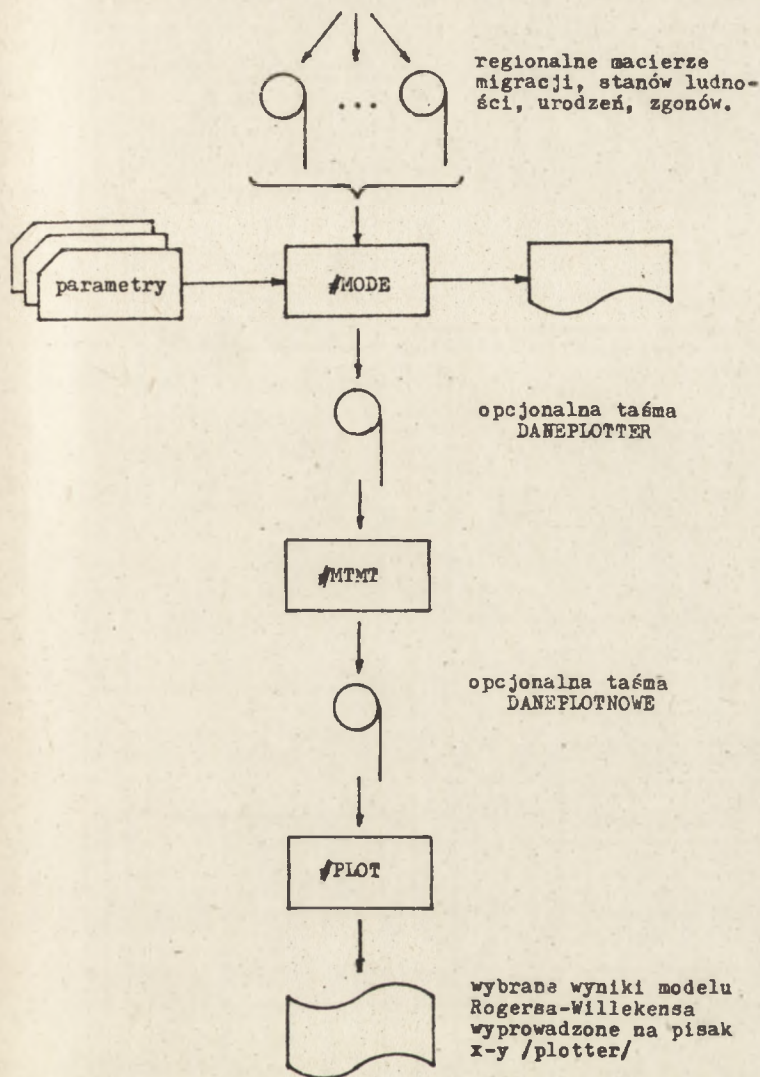 regionalne macierze
migracji, stanów ludno-
ści, urodzeń, zgonów.
...
parametry
#MODE
opcjonalna taśma
DANEPLOTTER
#MTMT
opcjonalna taśma
DANEPLOTNOWE
#PLOT
wybrane wyniki modelu
Rogersa-Willekensa
wyprowadzone na pisak
x-y /plotter/